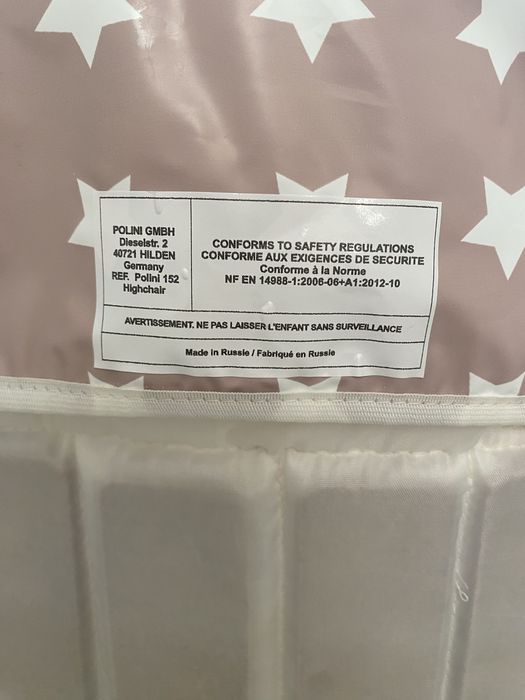 POLINI GMBH
Dieselstr. 2
40721 HILDEN
Germany
REF. Polini 152
Highchair
CONFORMS TO SAFETY REGULATIONS
CONFORME AUX EXIGENCES DE SECURITE
Conforme à la Norme
NF EN 14988-1:2006-06+A1:2012-10
AVERTISSEMENT. NE PAS LAISSER L'ENFANT SANS SURVEILLANCE
Made in Russie / Fabriqué en Russie